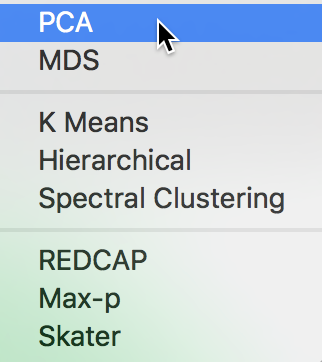 PCA
MDS
K Means
Hierarchical
Spectral Clustering
REDCAP
Max-p
Skater